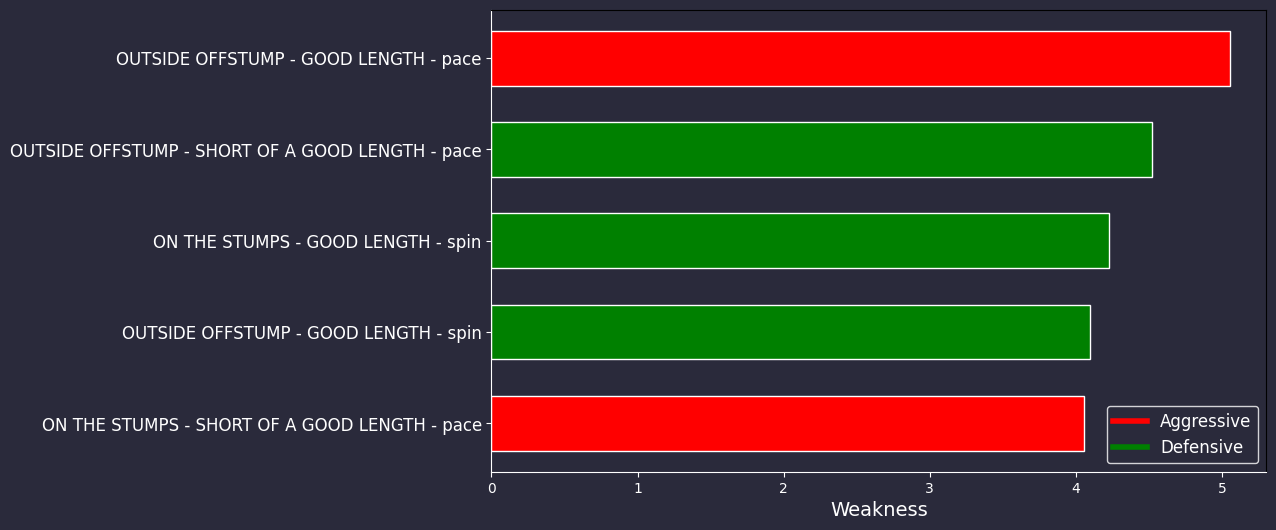 OUTSIDE OFFSTUMP - GOOD LENGTH - pace
OUTSIDE OFFSTUMP - SHORT OF A GOOD LENGTH - pace
ON THE STUMPS - GOOD LENGTH - spin
OUTSIDE OFFSTUMP - GOOD LENGTH - spin
ON THE STUMPS - SHORT OF A GOOD LENGTH - pace
Aggressive
Defensive
0 1 2 3 4 5
Weakness